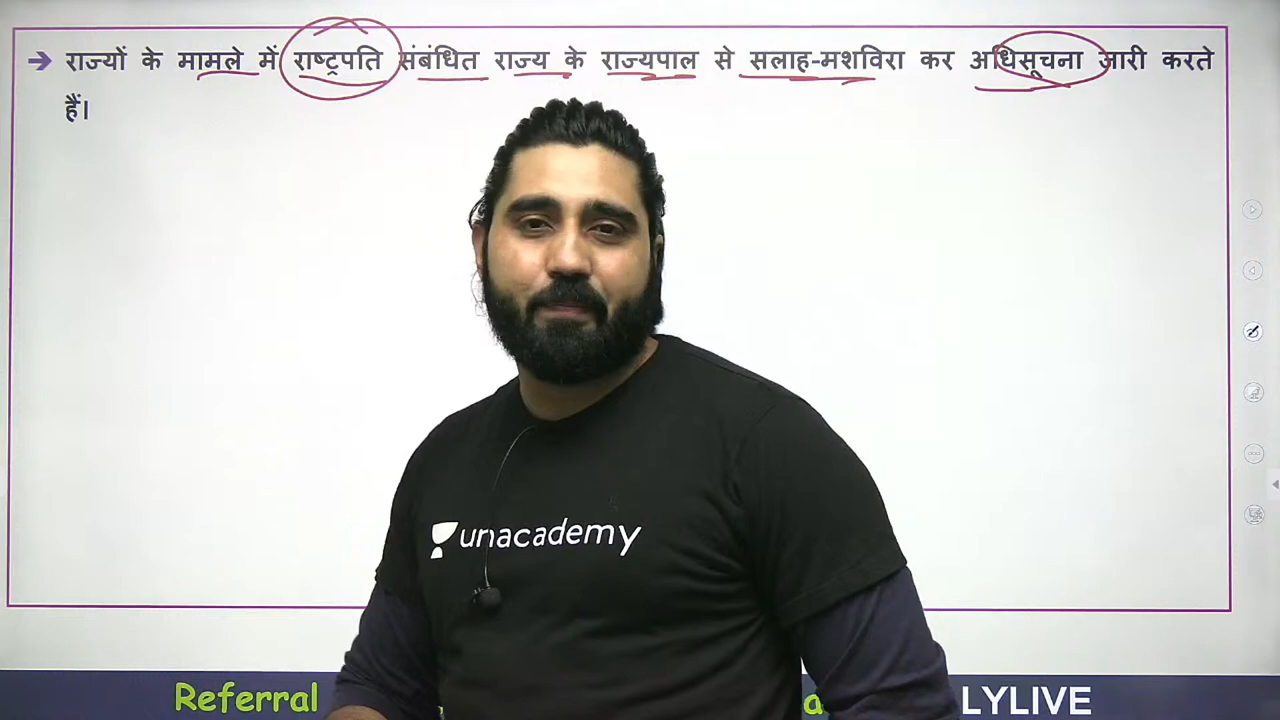 → राज्यों के मामले में राष्ट्रपति संबंधित राज्य के राज्यपाल से सलाह-मशविरा कर अधिसूचना जारी करते
हैं।
unacademy
Referral LYLIVE